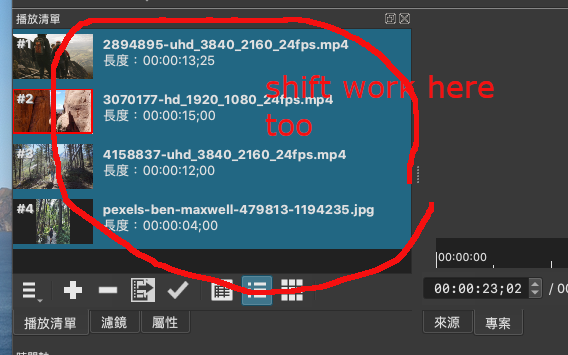 播放清單
#1
2894895-uhd_3840_2160_24fps.mp4
長度：00:00:13;25
#2
3070177-hd_1920_1080_24fps.mp4
長度：00:00:15;00
shift work here
too
#3
4158837-uhd_3840_2160_24fps.mp4
長度：00:00:12;00
#4
pexels-ben-maxwell-479813-1194235.jpg
長度：00:00:04;00
00:00:00
00:00:23;02
/ 00
播放清單
濾鏡
屬性
來源
專案